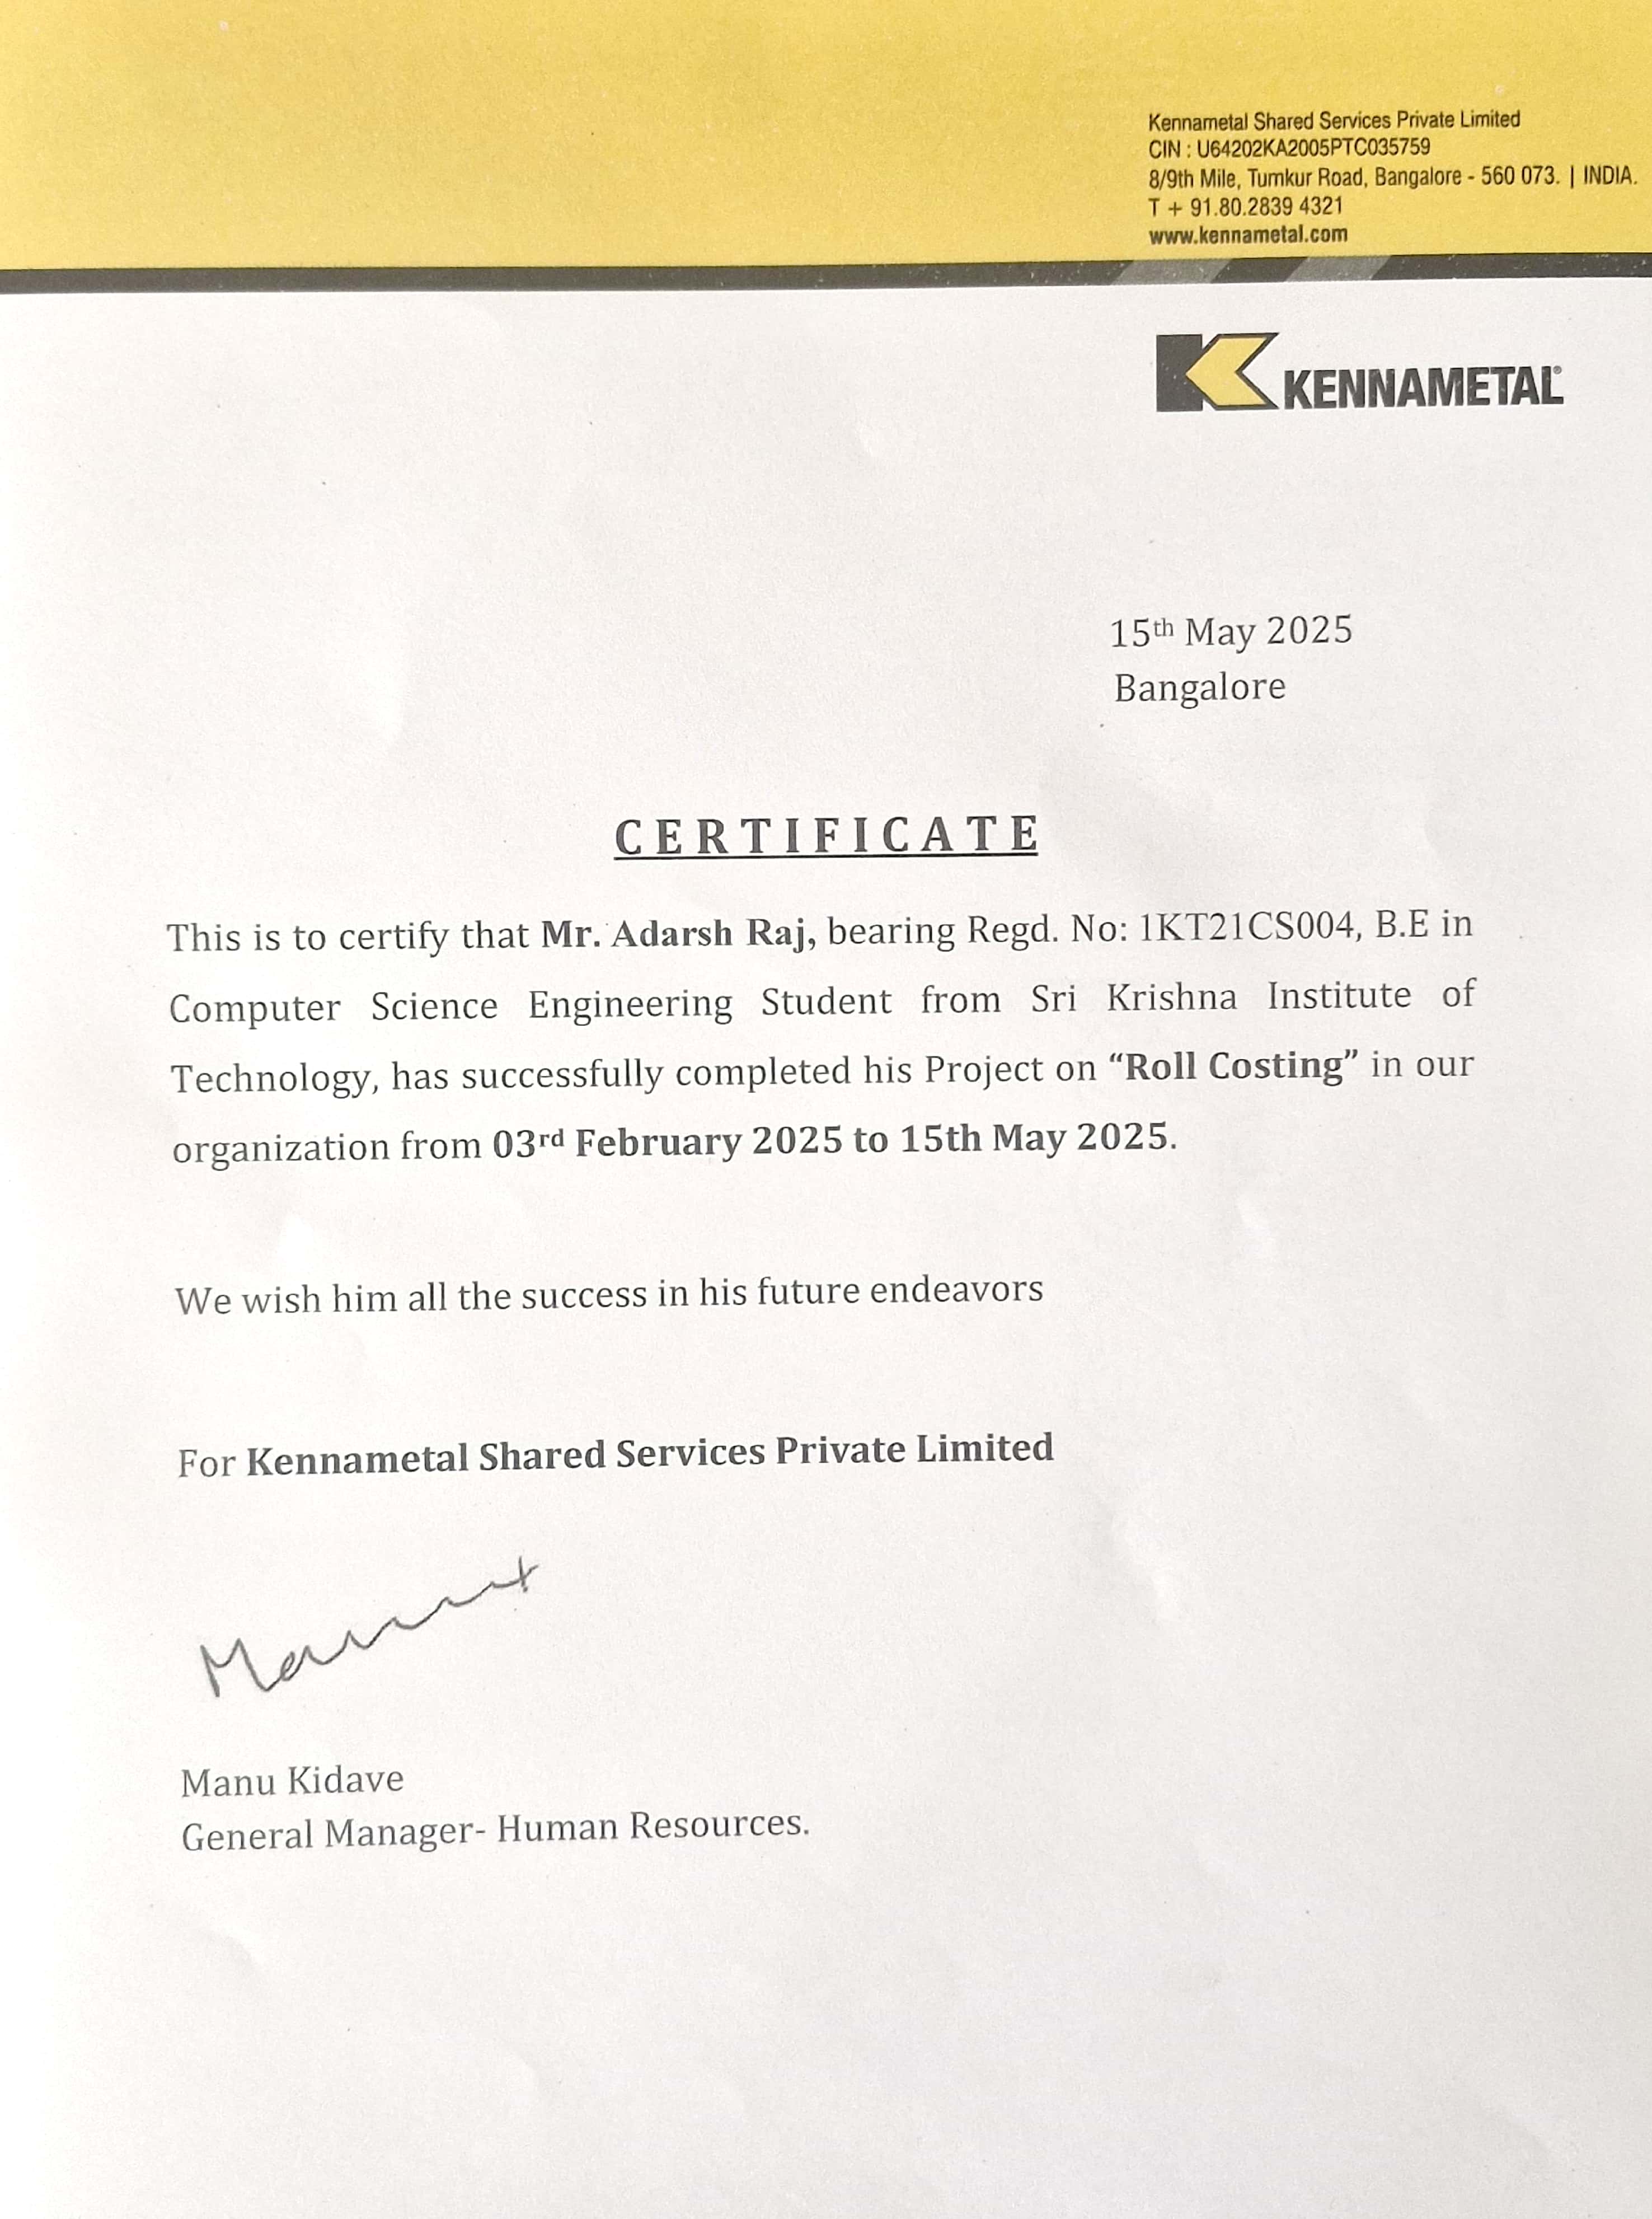 Kennametal Shared Services Private Limited
CIN : U64202KA2005PTC035759
8/9th Mile, Tumkur Road, Bangalore - 560 073. | INDIA.
T + 91.80.2839 4321
www.kennametal.com
KENNAMETAL®
15th May 2025
Bangalore
CERTIFICATE
This is to certify that Mr. Adarsh Raj, bearing Regd. No: 1KT21CS004, B.E in
Computer Science Engineering Student from Sri Krishna Institute of
Technology, has successfully completed his Project on “Roll Costing” in our
organization from 03rd February 2025 to 15th May 2025.
We wish him all the success in his future endeavors
For Kennametal Shared Services Private Limited
Manu Kidave
General Manager- Human Resources.